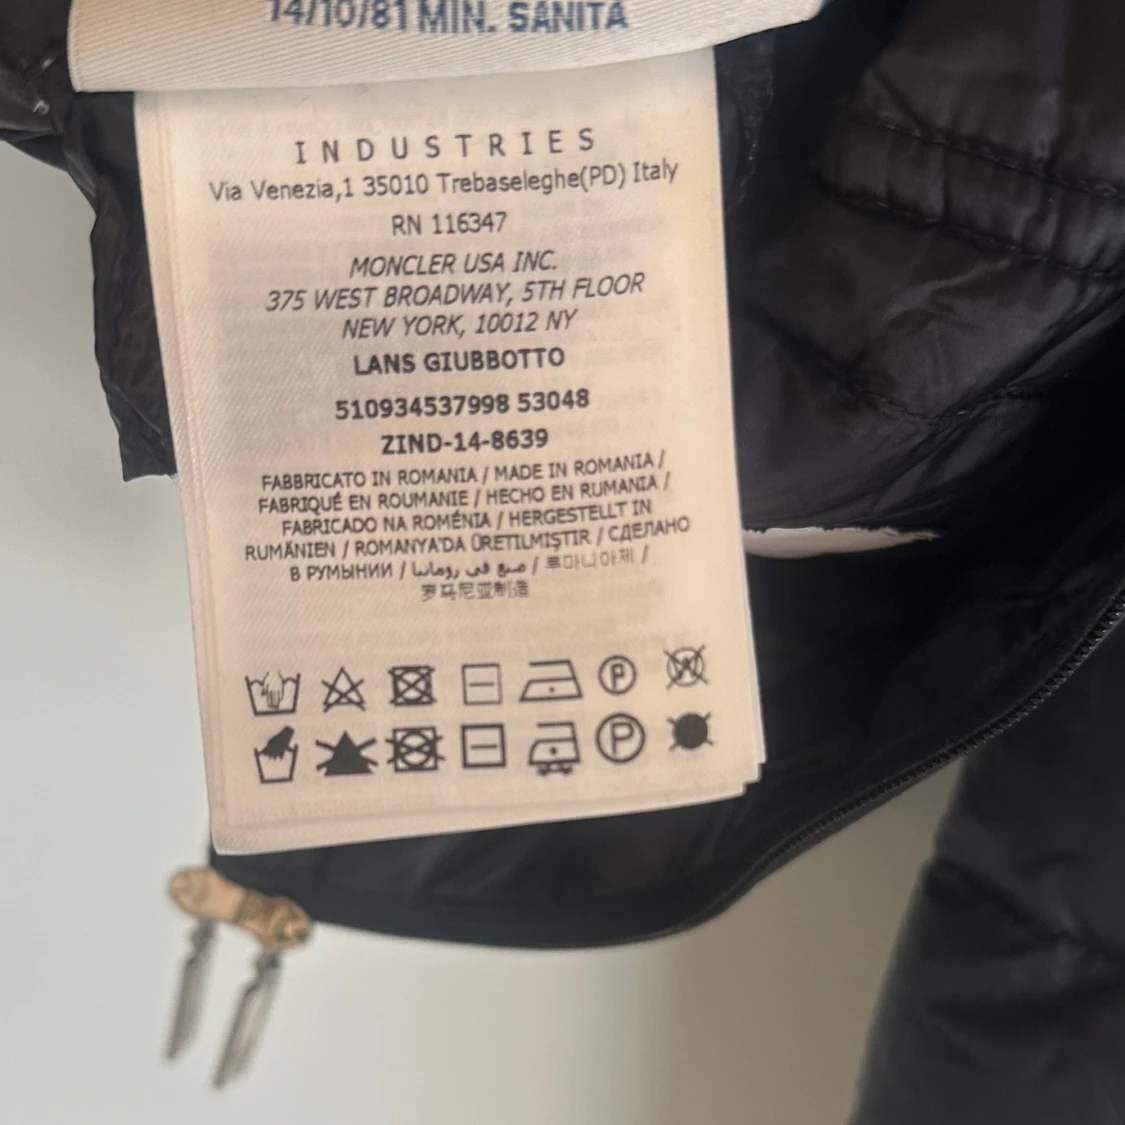 14/10/81 MIN. SANITA
INDUSTRIES
Via Venezia,1 35010 Trebaseleghe(PD) Italy
RN 116347
MONCLER USA INC.
375 WEST BROADWAY, 5TH FLOOR
NEW YORK, 10012 NY
LANS GIUBBOTTO
510934537998 53048
ZIND-14-8639
FABBRICATO IN ROMANIA / MADE IN ROMANIA /
FABRIQUÉ EN ROUMANIE / HECHO EN RUMANIA /
FABRICADO NA ROMÉNIA / HERGESTELLT IN
RUMÄNIEN / ROMANYA'DA ÜRETILMIŞTIR / СДЕЛАНО
В РУМЫНИИ / صنع في رومانيا / 루마니아제 /
罗马尼亚制造
P W
P